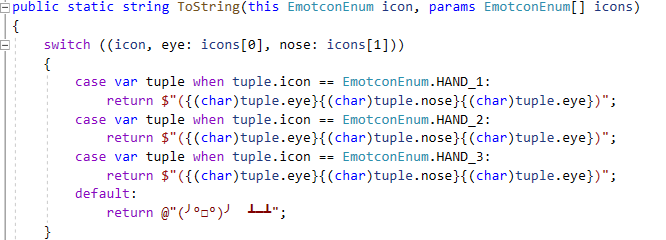 public static string ToString(this EmotconEnum icon, params EmotconEnum[] icons)
{
switch ((icon, eye: icons[0], nose: icons[1]))
{
case var tuple when tuple.icon == EmotconEnum.HAND_1:
return $"({(char)tuple.eye}{(char)tuple.nose}{(char)tuple.eye})";
case var tuple when tuple.icon == EmotconEnum.HAND_2:
return $"({(char)tuple.eye}{(char)tuple.nose}{(char)tuple.eye})";
case var tuple when tuple.icon == EmotconEnum.HAND_3:
return $"({(char)tuple.eye}{(char)tuple.nose}{(char)tuple.eye})";
default:
return @"(╯°□°)╯  ┻━┻";
}